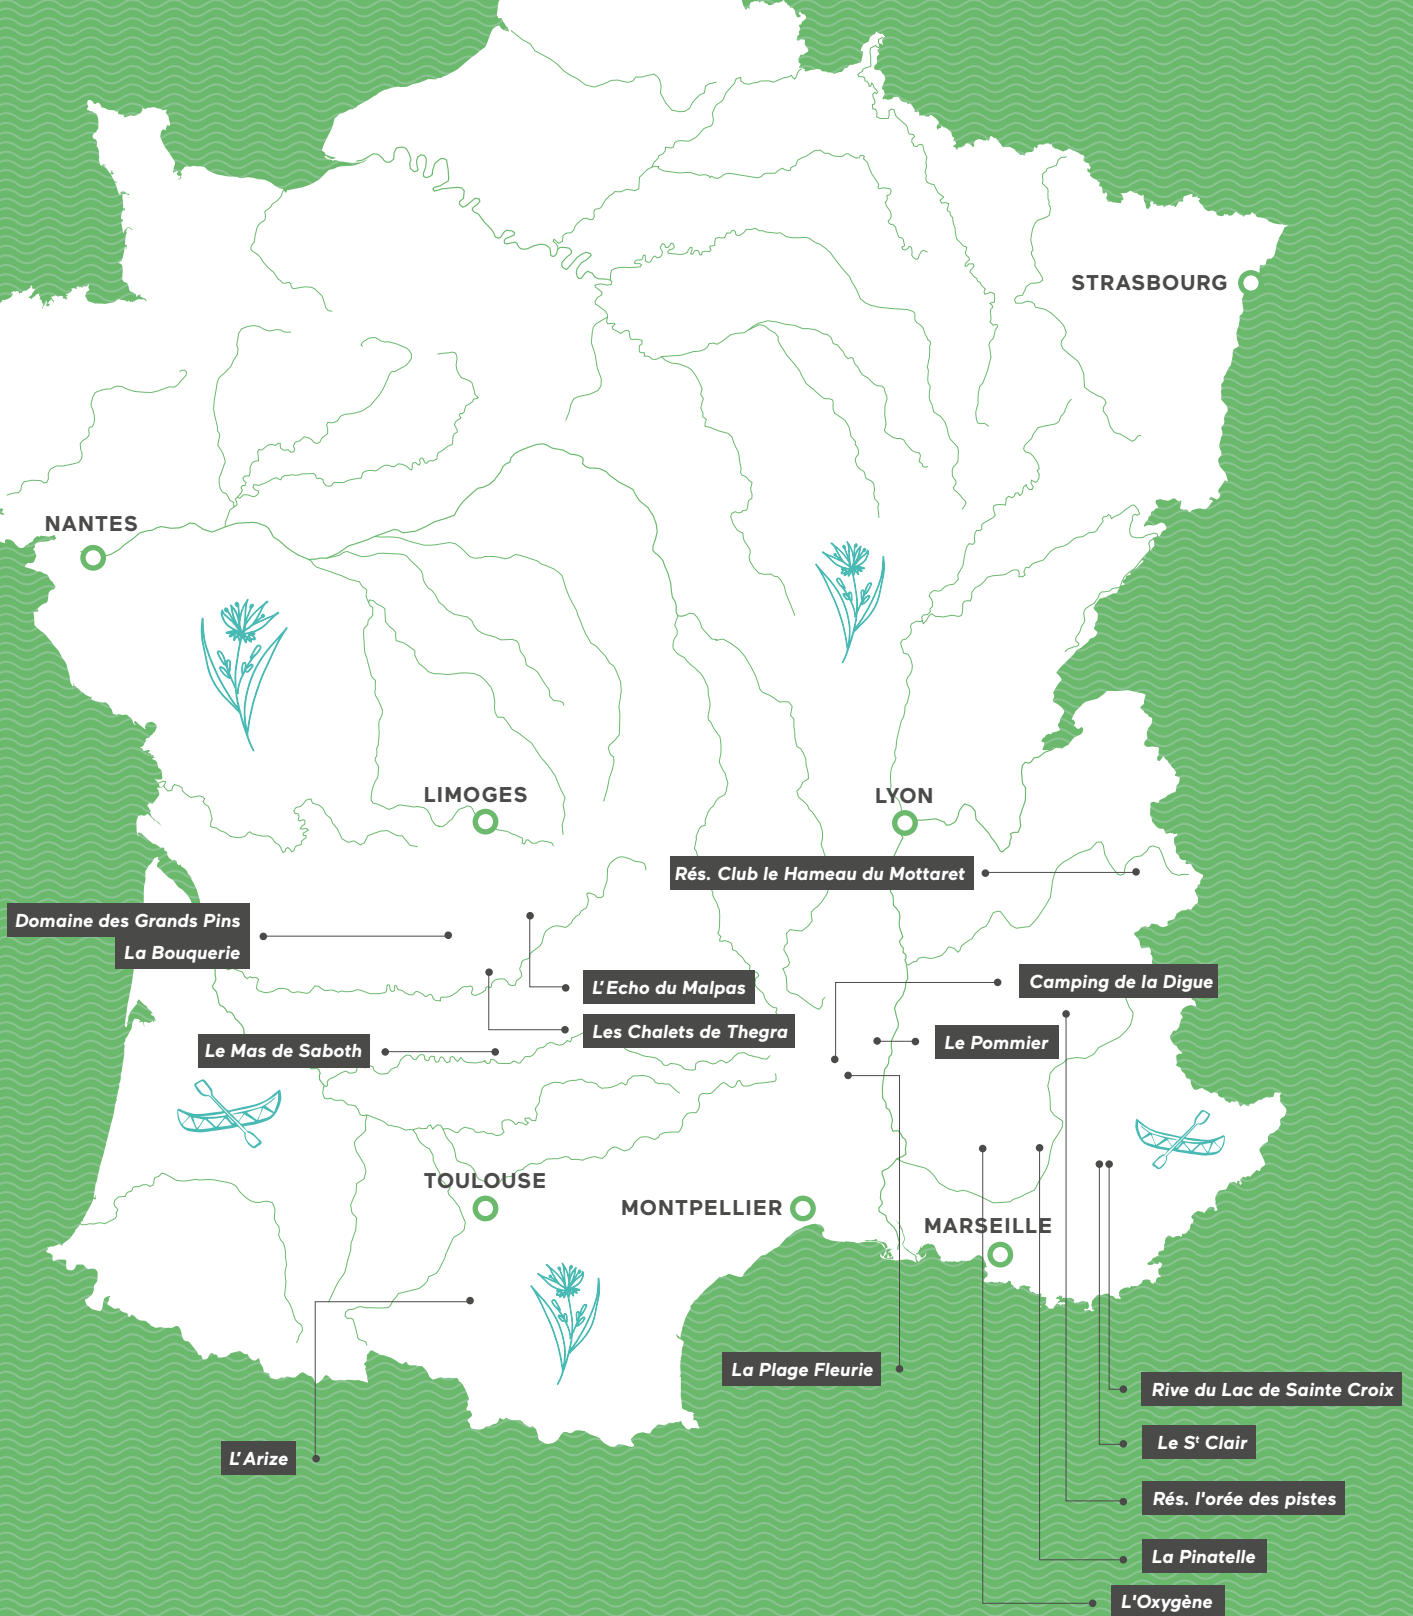 STRASBOURG
NANTES
LIMOGES
LYON
Rés. Club le Hameau du Mottaret
Domaine des Grands Pins
La Bouquerie
L'Echo du Malpas
Camping de la Digue
Les Chalets de Thegra
Le Pommier
Le Mas de Saboth
TOULOUSE
MONTPELLIER
MARSEILLE
La Plage Fleurie
Rive du Lac de Sainte Croix
Le St Clair
L'Arize
Rés. l'orée des pistes
La Pinatelle
L'Oxygène